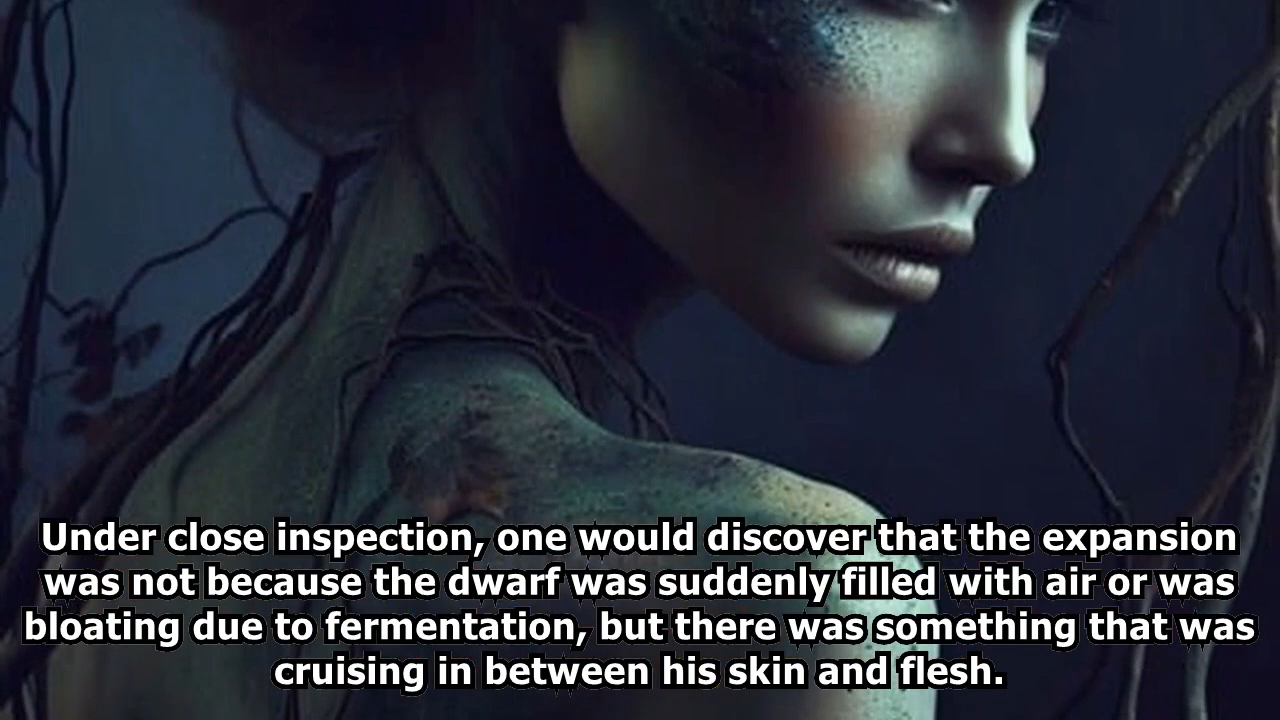 Under close inspection, one would discover that the expansion
was not because the dwarf was suddenly filled with air or was
bloating due to fermentation, but there was something that was
cruising in between his skin and flesh.